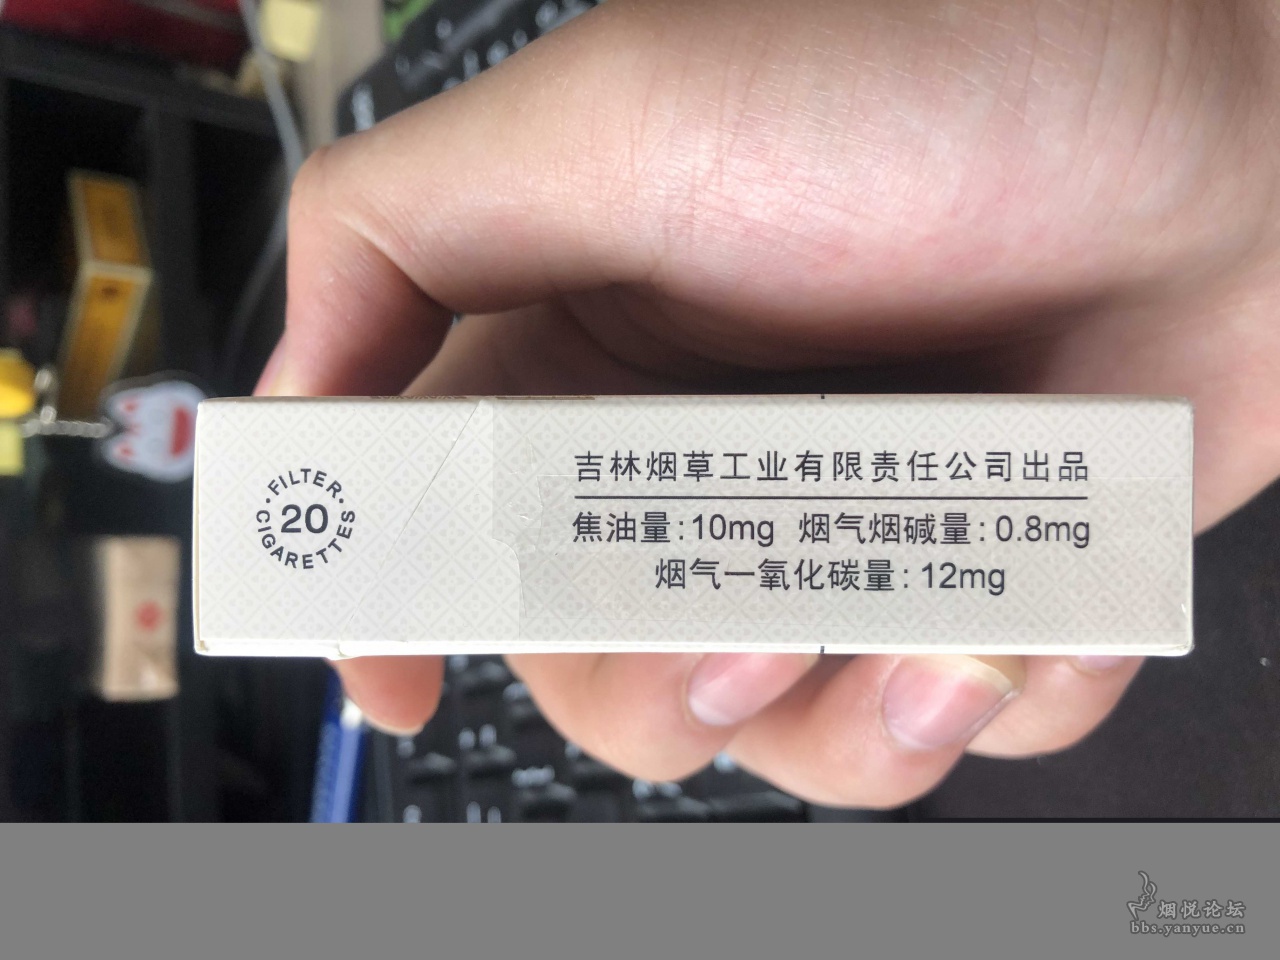 ·FILTER·
20
CIGARETTES
吉林烟草工业有限责任公司出品
焦油量:10mg 烟气烟碱量:0.8mg
烟气一氧化碳量:12mg
烟悦论坛
bbs.yanyue.cn